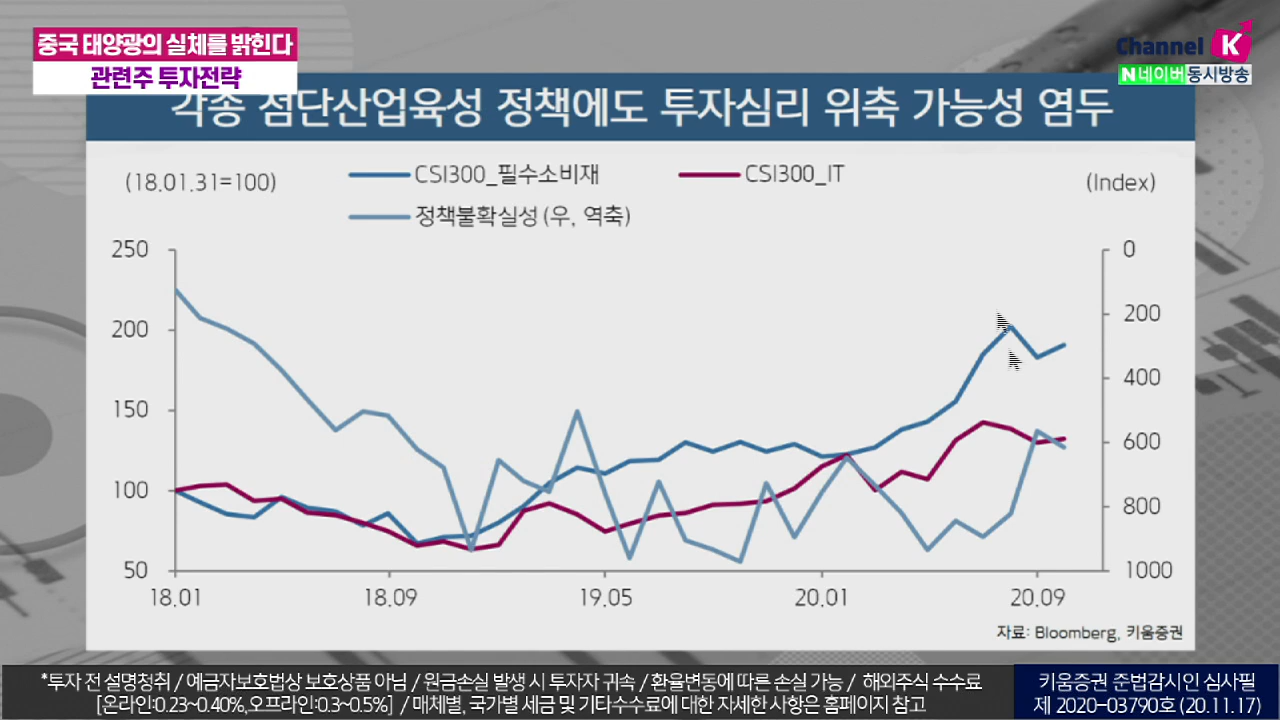 중국 태양광의 실체를 밝힌다
관련주 투자전략
Channel K
N네이버 동시방송
각종 첨단산업육성 정책에도 투자심리 위축 가능성 염두
(18.01.31=100)
CSI300_필수소비재
CSI300_IT
(Index)
정책불확실성 (우, 역축)
250
200
150
100
50
0
200
400
600
800
1000
18.01
18.09
19.05
20.01
20.09
자료: Bloomberg, 키움증권
*투자 전 설명청취 / 예금자보호법상 보호상품 아님 / 원금손실 발생 시 투자자 귀속 / 환율변동에 따른 손실 가능 / 해외주식 수수료
[온라인:0.23~0.40%,오프라인:0.3~0.5%] / 매체별, 국가별 세금 및 기타수수료에 대한 자세한 사항은 홈페이지 참고
키움증권 준법감시인 심사필
제 2020-03790호 (20.11.17)